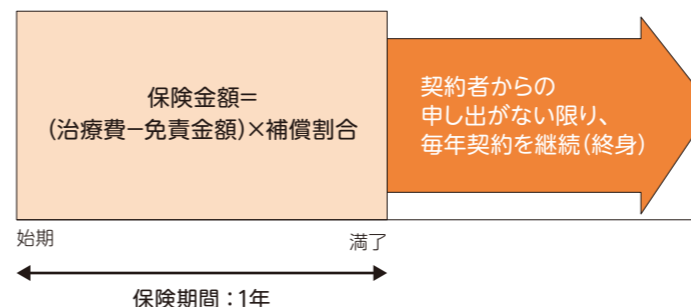 保険金額=
(治療費−免責金額)×補償割合
契約者からの
申し出がない限り、
毎年契約を継続(終身)
始期
満了
保険期間:1年